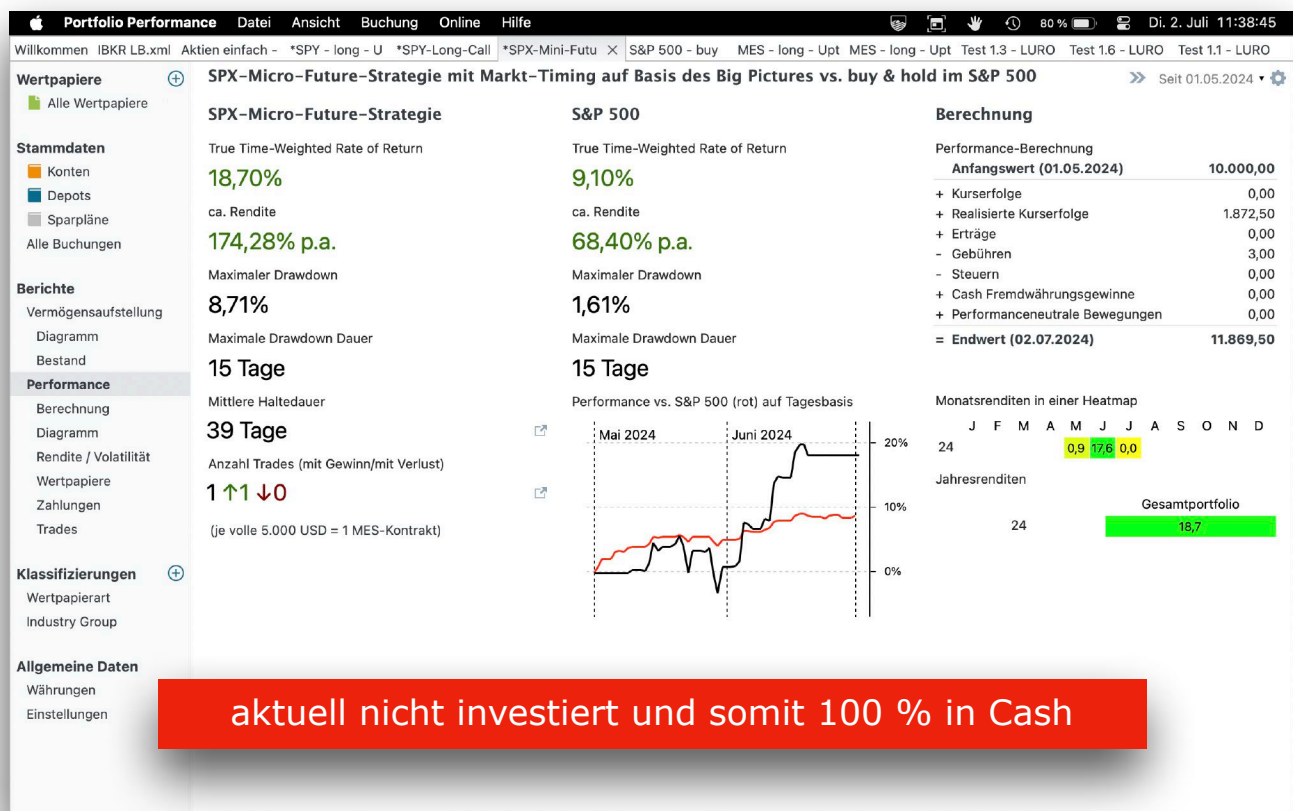 Portfolio Performance Datei Ansicht Buchung Online Hilfe 80 % Di. 2. Juli 11:38:45
Willkommen IBKR LB.xml Aktien einfach - *SPY - long - U *SPY-Long-Call *SPX-Mini-Futu × S&P 500 - buy MES - long - Upt MES - long - Upt Test 1.3 - LURO Test 1.6 - LURO Test 1.1 - LURO
Wertpapiere
Alle Wertpapiere
Stammdaten
Konten
Depots
Sparpläne
Alle Buchungen
Berichte
Vermögensaufstellung
Diagramm
Bestand
Performance
Berechnung
Diagramm
Rendite / Volatilität
Wertpapiere
Zahlungen
Trades
Klassifizierungen
Wertpapierart
Industry Group
Allgemeine Daten
Währungen
Einstellungen
SPX-Micro-Future-Strategie mit Markt-Timing auf Basis des Big Pictures vs. buy & hold im S&P 500
Seit 01.05.2024
SPX-Micro-Future-Strategie
True Time-Weighted Rate of Return
18,70%
ca. Rendite
174,28% p.a.
Maximaler Drawdown
8,71%
Maximale Drawdown Dauer
15 Tage
Mittlere Haltedauer
39 Tage
Anzahl Trades (mit Gewinn/mit Verlust)
1 ↑1 ↓0
(je volle 5.000 USD = 1 MES-Kontrakt)
S&P 500
True Time-Weighted Rate of Return
9,10%
ca. Rendite
68,40% p.a.
Maximaler Drawdown
1,61%
Maximale Drawdown Dauer
15 Tage
Performance vs. S&P 500 (rot) auf Tagesbasis
Mai 2024 Juni 2024
20%
10%
0%
Berechnung
Performance-Berechnung
Anfangswert (01.05.2024) 10.000,00
+ Kurserfolge 0,00
+ Realisierte Kurserfolge 1.872,50
+ Erträge 0,00
- Gebühren 3,00
- Steuern 0,00
+ Cash Fremdwährungsgewinne 0,00
+ Performanceneutrale Bewegungen 0,00
= Endwert (02.07.2024) 11.869,50
Monatsrenditen in einer Heatmap
J F M A M J J A S O N D
24 0,9 17,6 0,0
Jahresrenditen
Gesamtportfolio
24 18,7
aktuell nicht investiert und somit 100 % in Cash